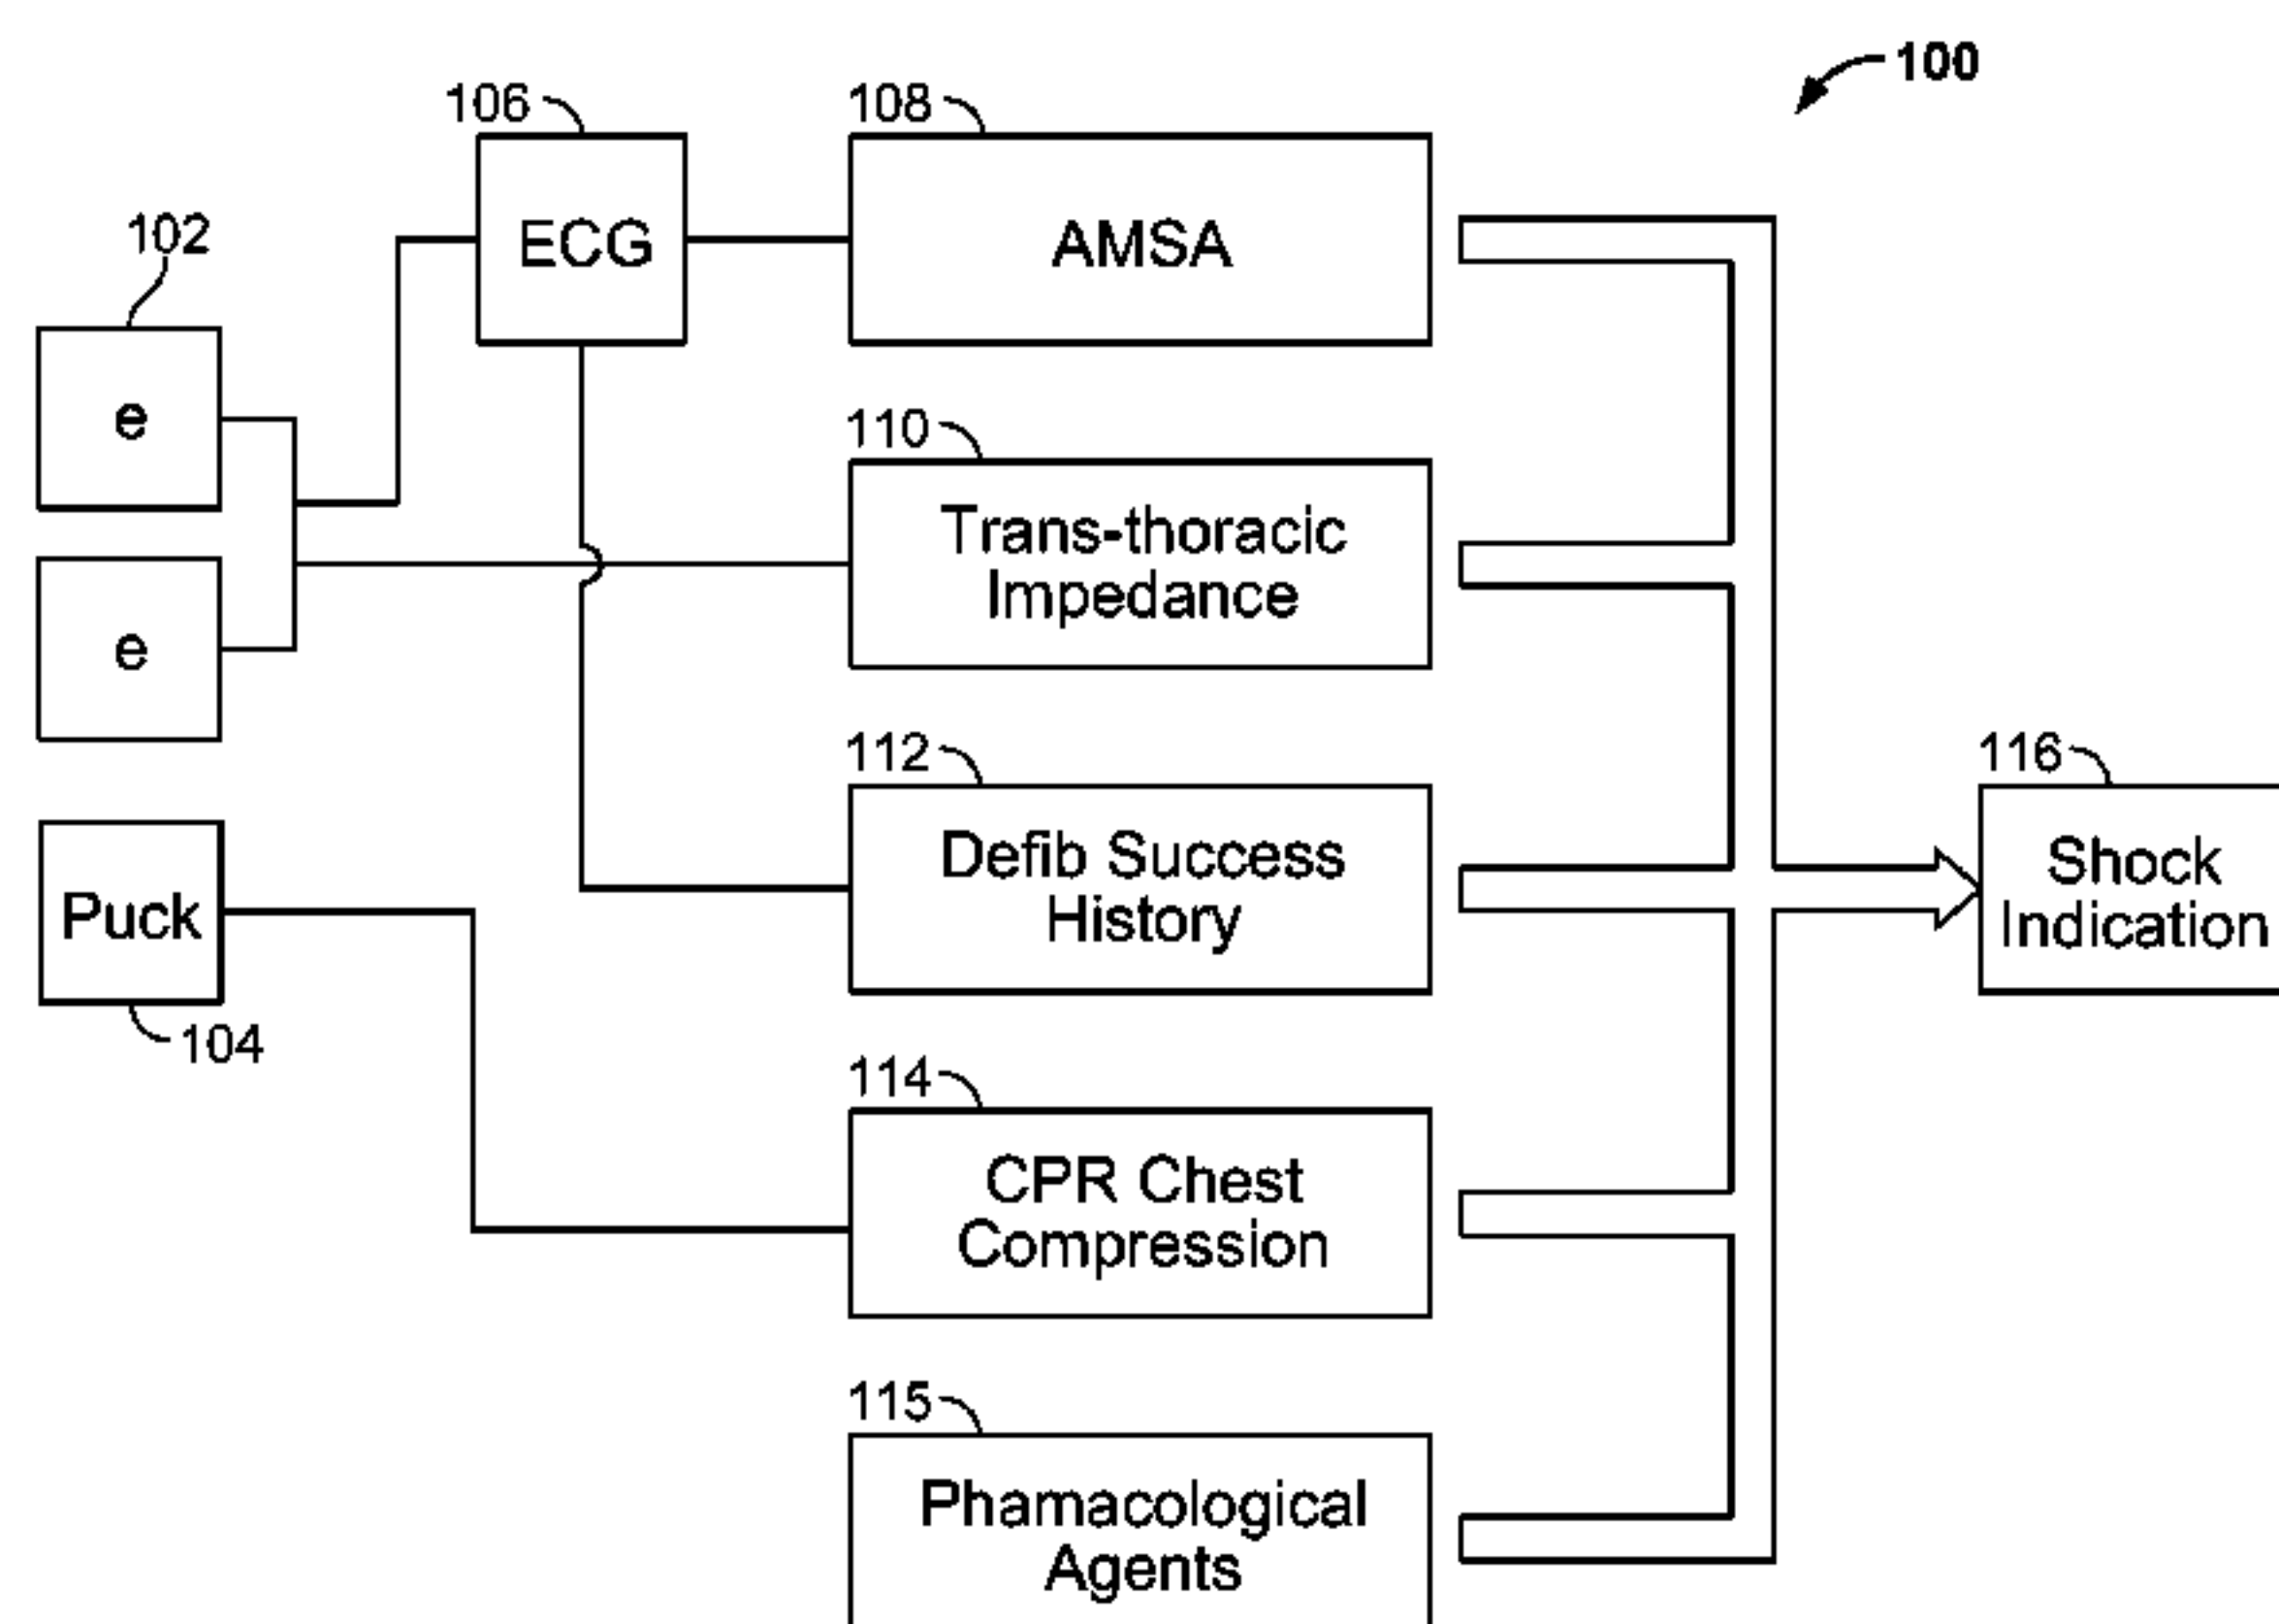 100
106
108
102
ECG
AMSA
e
110
Trans-thoracic
Impedance
e
112
116
Puck
Defib Success
History
Shock
Indication
104
114
CPR Chest
Compression
115
Phamacological
Agents